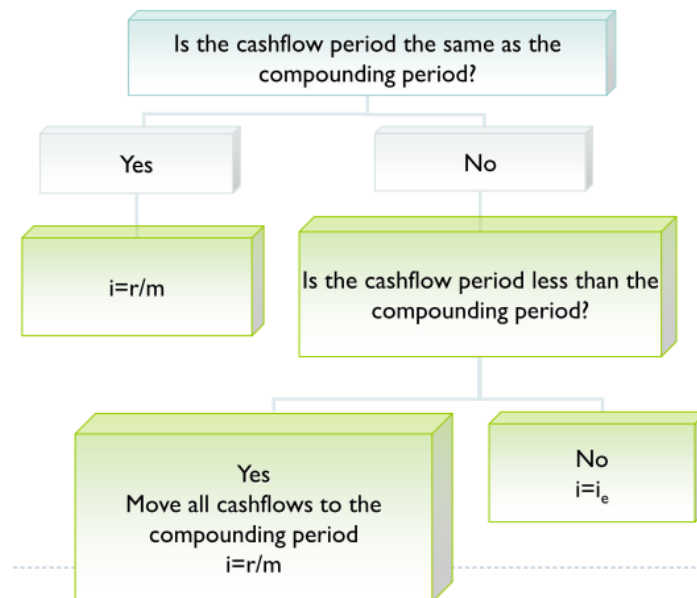 Is the cashflow period the same as the
compounding period?
Yes
No
i=r/m
Is the cashflow period less than the
compounding period?
Yes
Move all cashflows to the
compounding period
i=r/m
No
i=iₑ